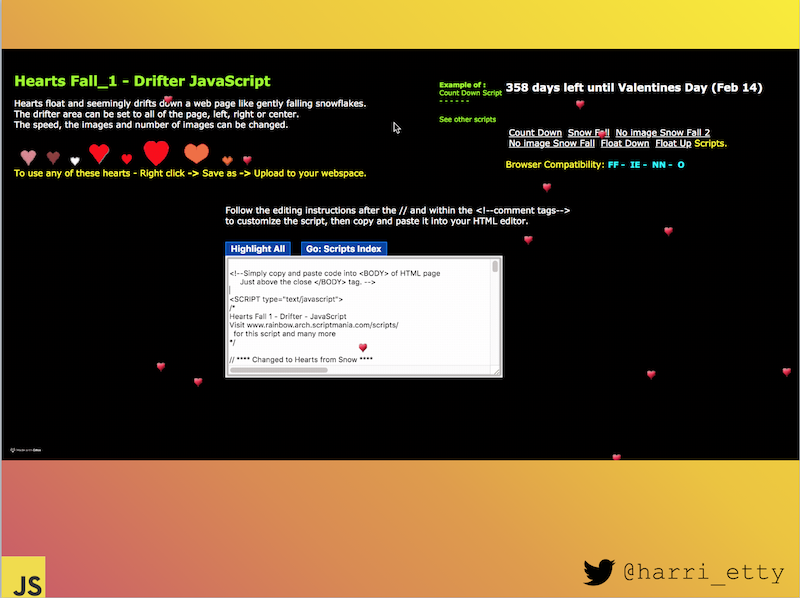 Hearts Fall_1 - Drifter JavaScript
Hearts float and seemingly drifts down a web page like gently falling snowflakes.
The drifter area can be set to all of the page, left, right or center.
The speed, the images and number of images can be changed.
To use any of these hearts - Right click -> Save as -> Upload to your webspace.
Example of :
Count Down Script
- - - - - -
See other scripts
358 days left until Valentines Day (Feb 14)
Count Down Snow Fall No image Snow Fall 2
No image Snow Fall Float Down Float Up Scripts.
Browser Compatibility: FF - IE - NN - O
Follow the editing instructions after the // and within the <!--comment tags-->
to customize the script, then copy and paste it into your HTML editor.
Highlight All Go: Scripts Index
<!--Simply copy and paste code into <BODY> of HTML page
Just above the close </BODY> tag. -->
<SCRIPT type="text/javascript">
/*
Hearts Fall 1 - Drifter - JavaScript
Visit www.rainbow.arch.scriptmania.com/scripts/
for this script and many more
*/
// **** Changed to Hearts from Snow ****
JS
@harri_etty